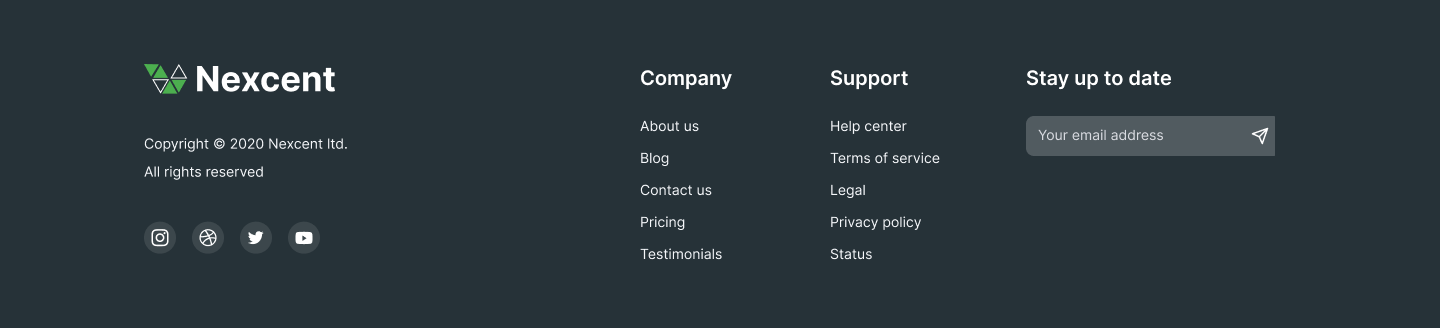 Nexcent
Copyright © 2020 Nexcent ltd.
All rights reserved
Company
About us
Blog
Contact us
Pricing
Testimonials
Support
Help center
Terms of service
Legal
Privacy policy
Status
Stay up to date
Your email address